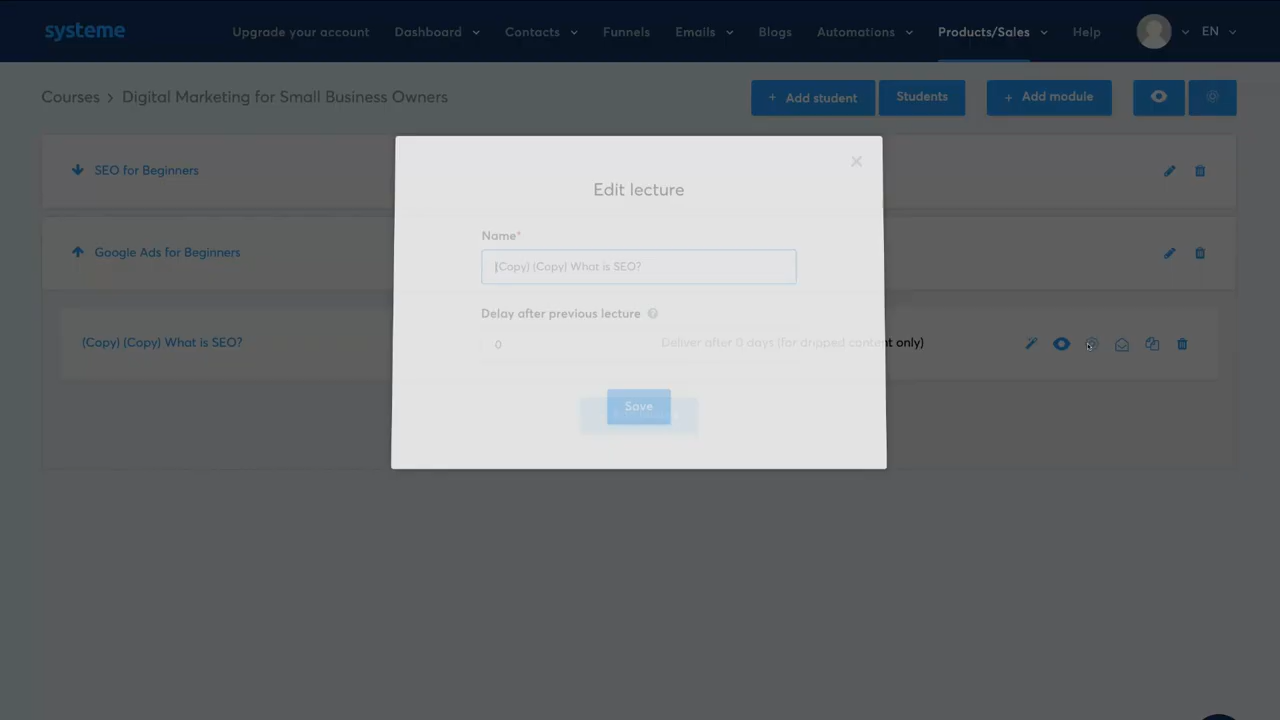 systeme
Upgrade your account Dashboard Contacts Funnels Emails Blogs Automations Products/Sales Help EN
Courses > Digital Marketing for Small Business Owners
+ Add student
Students
+ Add module
SEO for Beginners
Edit lecture
Name*
Google Ads for Beginners
(Copy) (Copy) What is SEO?
Delay after previous lecture ?
(Copy) (Copy) What is SEO?
0
Deliver after 0 days (for dripped content only)
Save